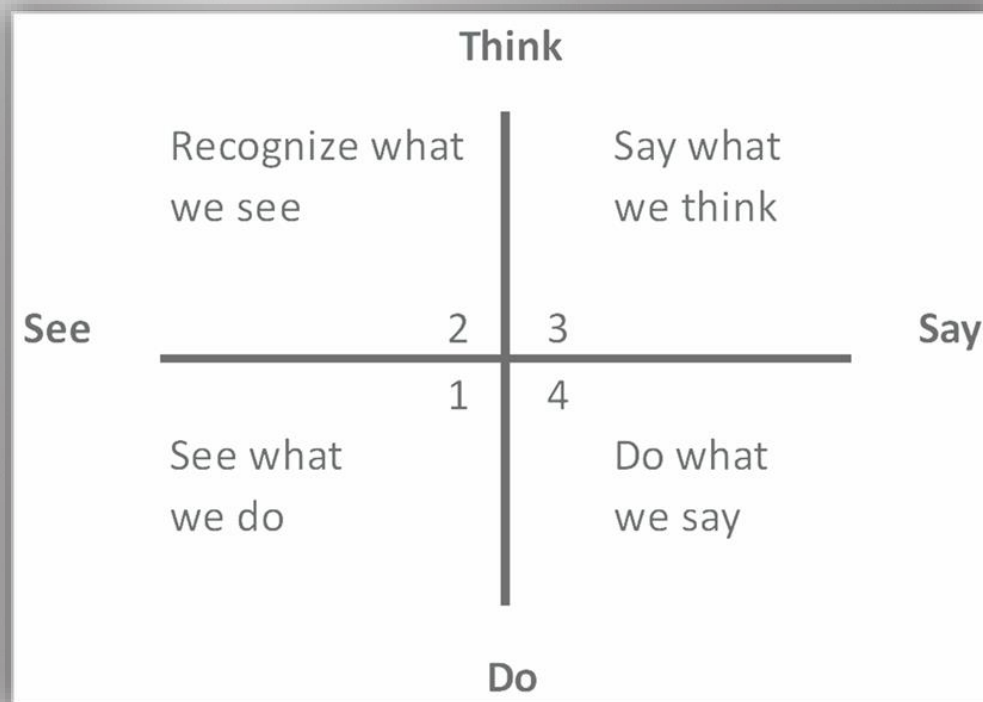 Think
Recognize what
we see
Say what
we think
See
2
3
Say
1
4
See what
we do
Do what
we say
Do